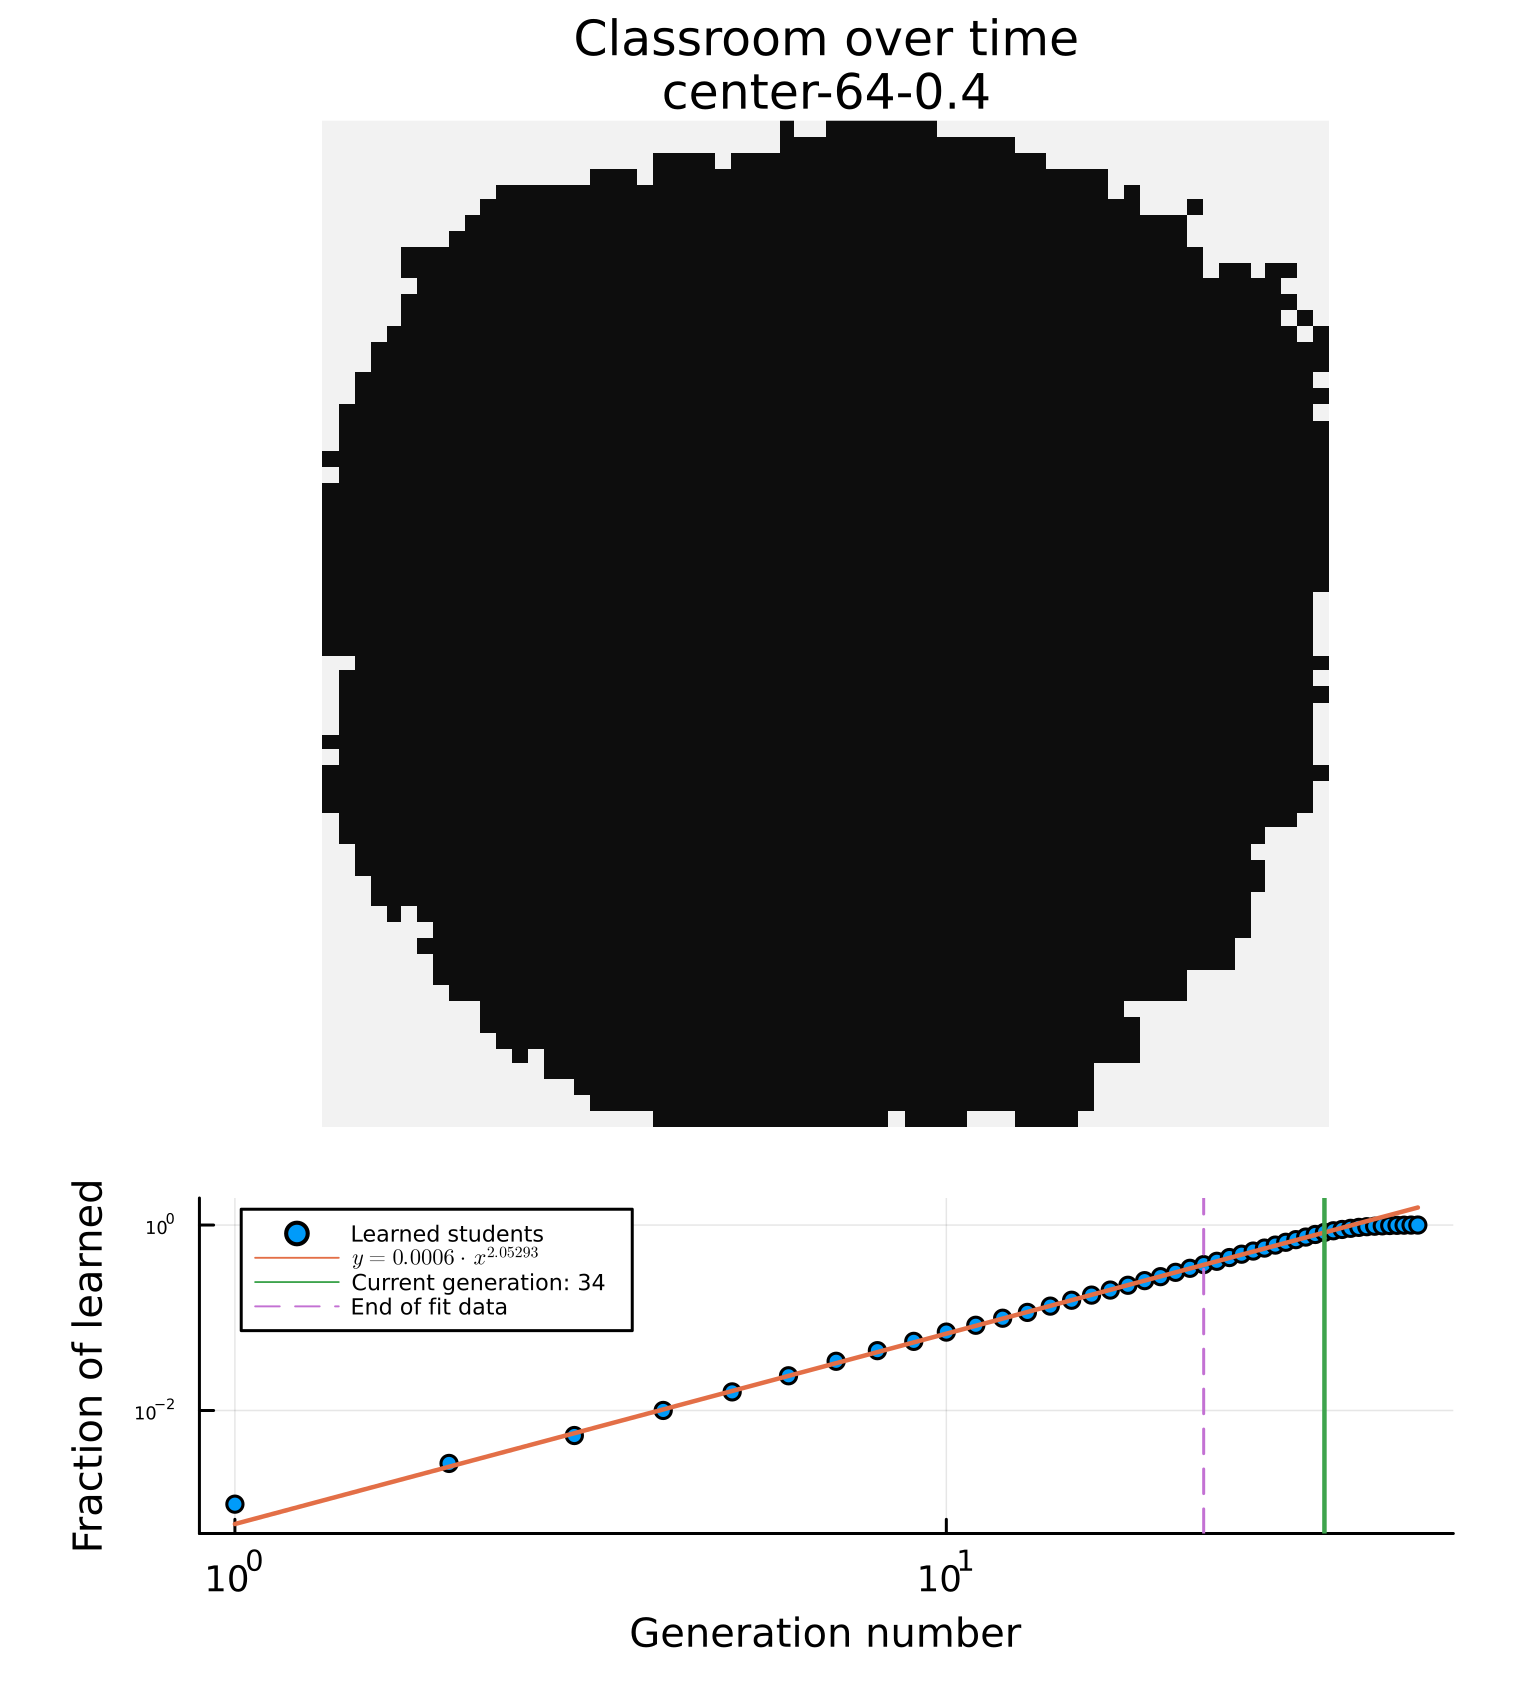 Classroom over time
center-64-0.4
Fraction of learned
10^0
10^−2
Learned students
y = 0.0006 · x^2.05293
Current generation: 34
End of fit data
10^0
10^1
Generation number